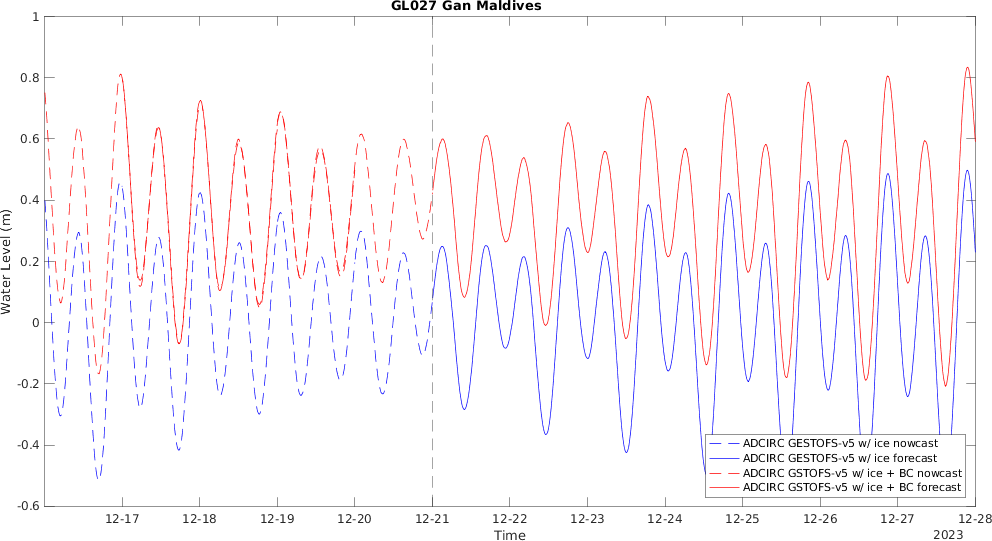 GL027 Gan Maldives
1
0.8
0.6
0.4
0.2
0
-0.2
-0.4
-0.6
Water Level (m)
ADCIRC GESTOFS-v5 w/ ice nowcast
ADCIRC GESTOFS-v5 w/ ice forecast
ADCIRC GSTOFS-v5 w/ ice + BC nowcast
ADCIRC GSTOFS-v5 w/ ice + BC forecast
12-17 12-18 12-19 12-20 12-21 12-22 12-23 12-24 12-25 12-26 12-27 12-28
Time
2023